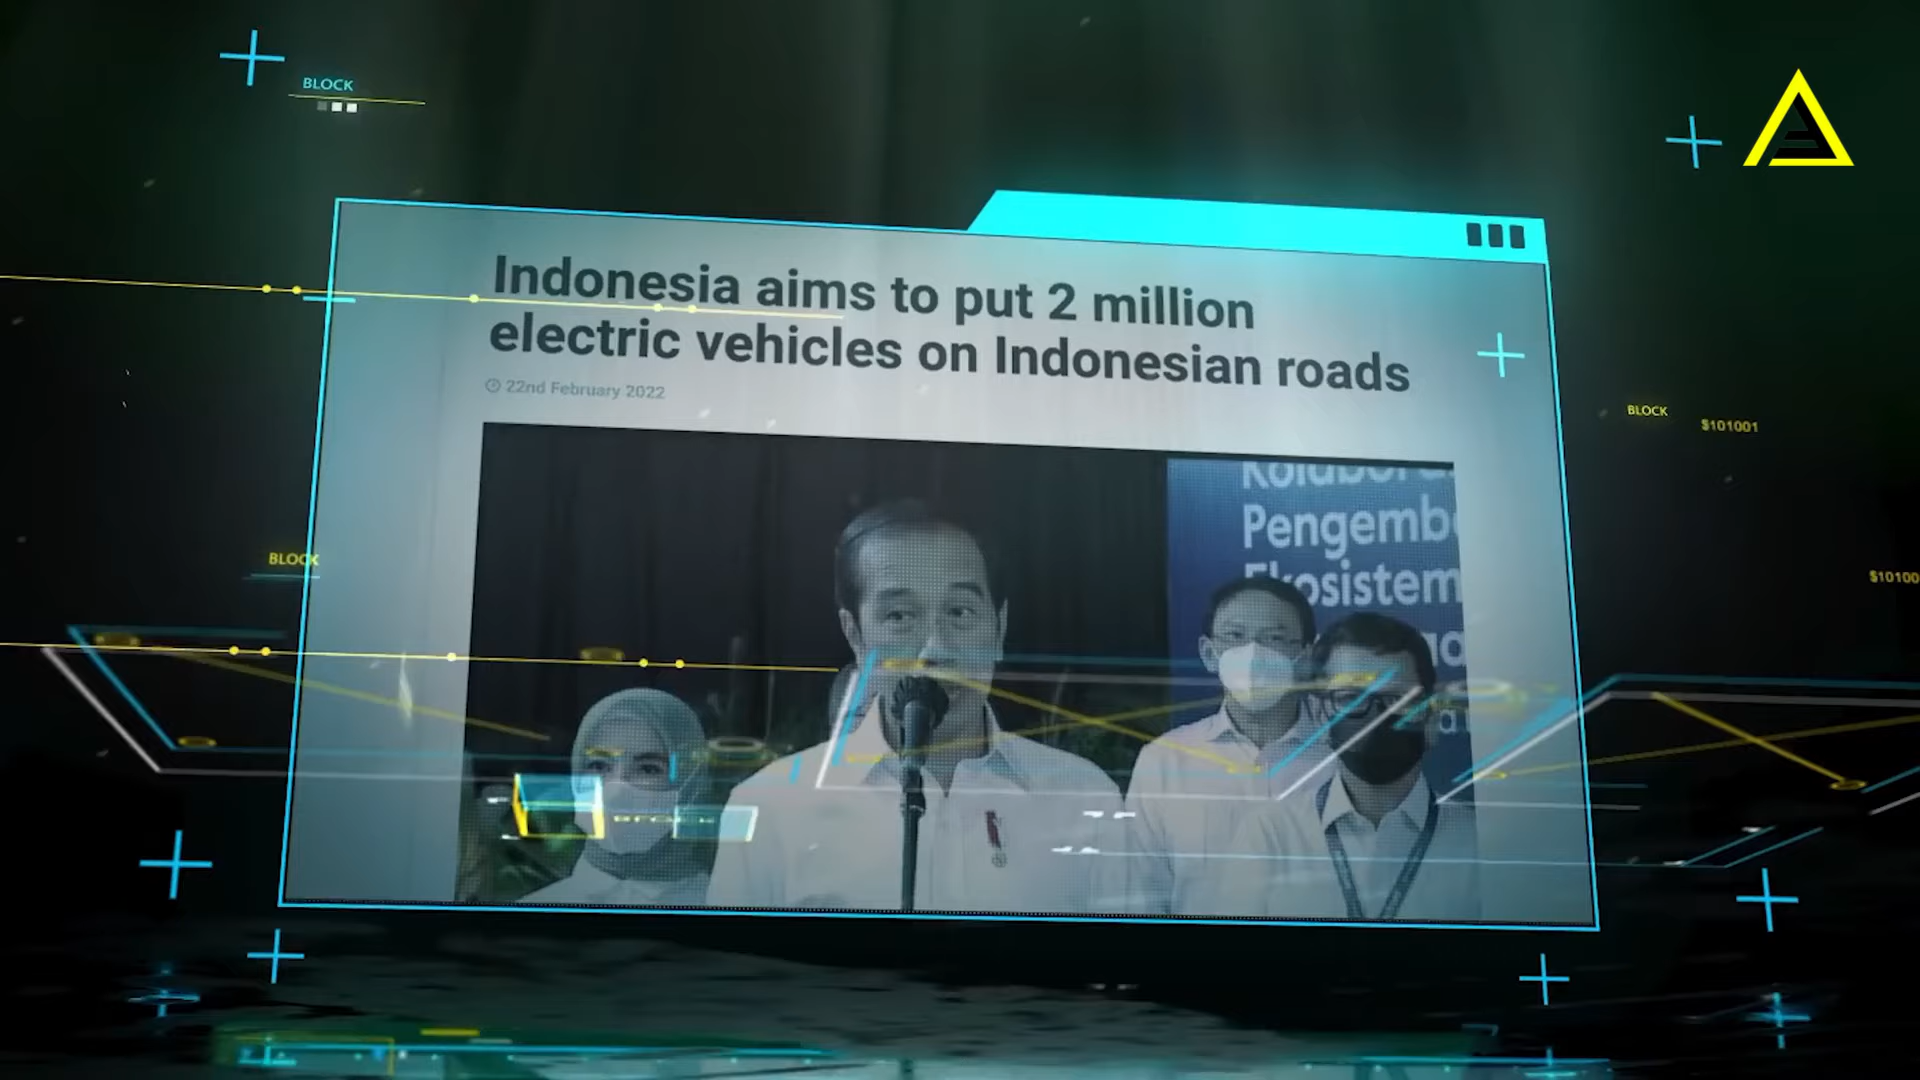 BLOCK
Indonesia aims to put 2 million
electric vehicles on Indonesian roads
22nd February 2022
BLOCK
$101001
Pengemb
Ekosistem
BLOCK
$10100